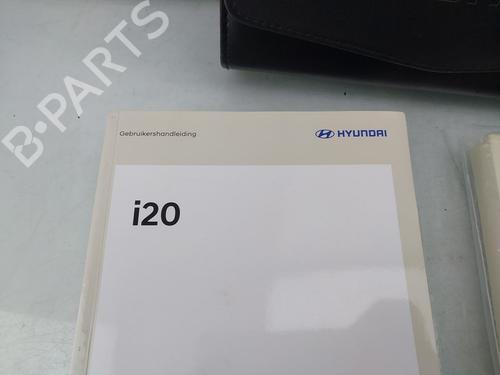 B-PARTS
Gebruikershandleiding
HYUNDAI
i20